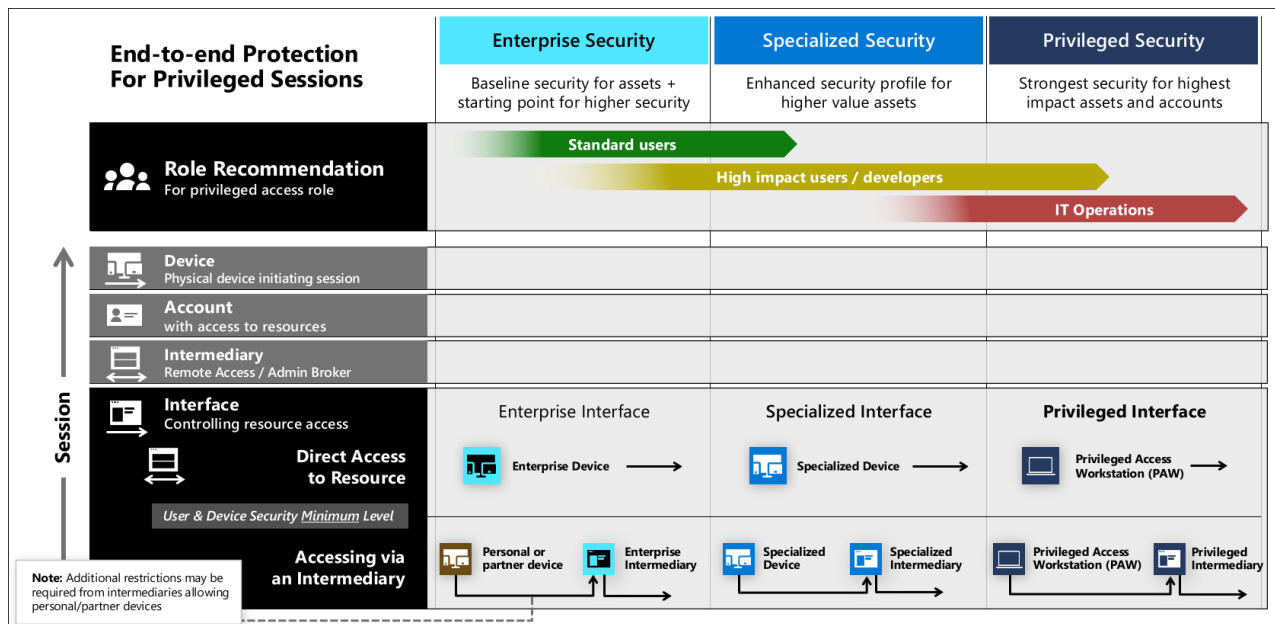 End-to-end Protection
For Privileged Sessions
Enterprise Security
Specialized Security
Privileged Security
Baseline security for assets +
starting point for higher security
Enhanced security profile for
higher value assets
Strongest security for highest
impact assets and accounts
Role Recommendation
For privileged access role
Standard users
High impact users / developers
IT Operations
Session
Device
Physical device initiating session
Account
with access to resources
Intermediary
Remote Access / Admin Broker
Interface
Controlling resource access
Enterprise Interface
Specialized Interface
Privileged Interface
Direct Access
to Resource
Enterprise Device
Specialized Device
Privileged Access
Workstation (PAW)
User & Device Security Minimum Level
Accessing via
an Intermediary
Personal or
partner device
Enterprise
Intermediary
Specialized
Device
Specialized
Intermediary
Privileged Access
Workstation (PAW)
Privileged
Intermediary
Note: Additional restrictions may be
required from intermediaries allowing
personal/partner devices